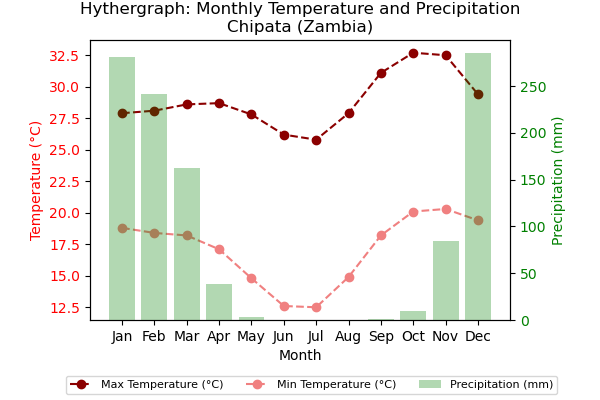 Hythergraph: Monthly Temperature and Precipitation
Chipata (Zambia)
32.5
30.0
27.5
25.0
22.5
20.0
17.5
15.0
12.5
Temperature (°C)
250
200
150
100
50
0
Precipitation (mm)
Jan Feb Mar Apr May Jun Jul Aug Sep Oct Nov Dec
Month
Max Temperature (°C) Min Temperature (°C) Precipitation (mm)